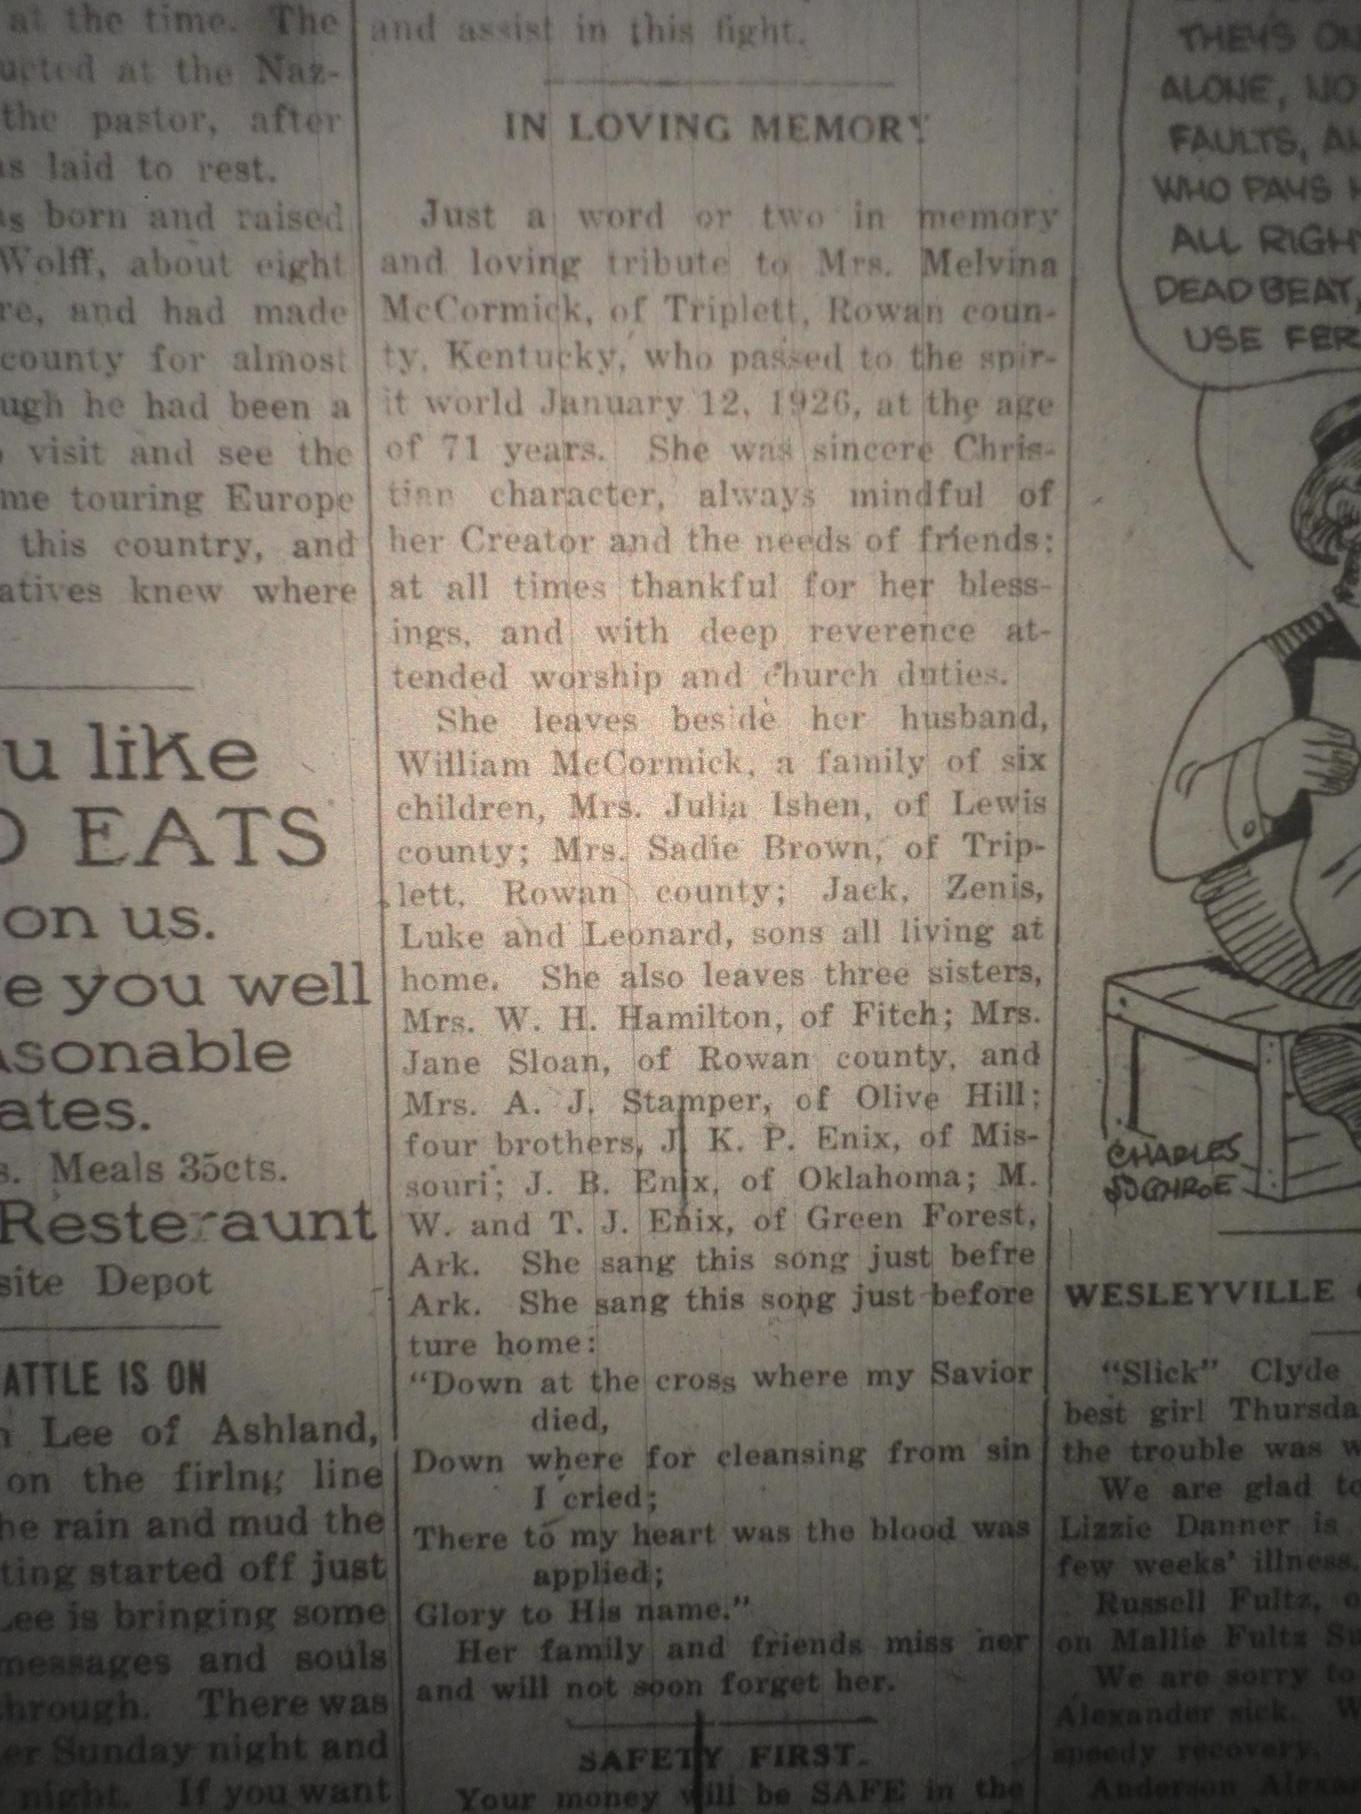 at the time. The
ucted at the Naz-
the pastor, after
as laid to rest.
as born and raised
Wolff, about eight
re, and had made
county for almost
ugh he had been a
visit and see the
me touring Europe
this country, and
atives knew where
u like
O EATS
on us.
e you well
asonable
ates.
s. Meals 35cts.
Resteraunt
site Depot
ATTLE IS ON
n Lee of Ashland,
on the firlng line
he rain and mud the
ting started off just
Lee is bringing some
messages and souls
through. There was
er Sunday night and
night. If you want
and assist in this fight.
IN LOVING MEMORY
Just a word or two in memory
and loving tribute to Mrs. Melvina
McCormick, of Triplett, Rowan coun-
ty, Kentucky, who passed to the spir-
it world January 12, 1926, at the age
of 71 years. She was sincere Chris-
tian character, always mindful of
her Creator and the needs of friends;
at all times thankful for her bless-
ings, and with deep reverence at-
tended worship and church duties.
She leaves beside her husband,
William McCormick, a family of six
children, Mrs. Julia Ishen, of Lewis
county; Mrs. Sadie Brown, of Trip-
lett, Rowan county; Jack, Zenis,
Luke and Leonard, sons all living at
home. She also leaves three sisters,
Mrs. W. H. Hamilton, of Fitch; Mrs.
Jane Sloan, of Rowan county, and
Mrs. A. J. Stamper, of Olive Hill;
four brothers, J. K. P. Enix, of Mis-
souri; J. B. Enix, of Oklahoma; M.
W. and T. J. Enix, of Green Forest,
Ark. She sang this song just befre
Ark. She sang this song just before
ture home:
"Down at the cross where my Savior
died,
Down where for cleansing from sin
I cried;
There to my heart was the blood was
applied;
Glory to His name."
Her family and friends miss her
and will not soon forget her.
SAFETY FIRST.
Your money will be SAFE in the
THEYS
ALONE,
FAULTS,
WHO PAYS
ALL RIGHT
DEAD BEAT,
USE FER
CHARLES
WESLEYVILLE
"Slick" Clyde
best girl Thursda
the trouble was
We are glad to
Lizzie Danner is
few weeks' illness.
Russell Fultz,
on Mallie Fultz Su
We are sorry to
Alexander sick.
speedy recovery.
Anderson Alexa